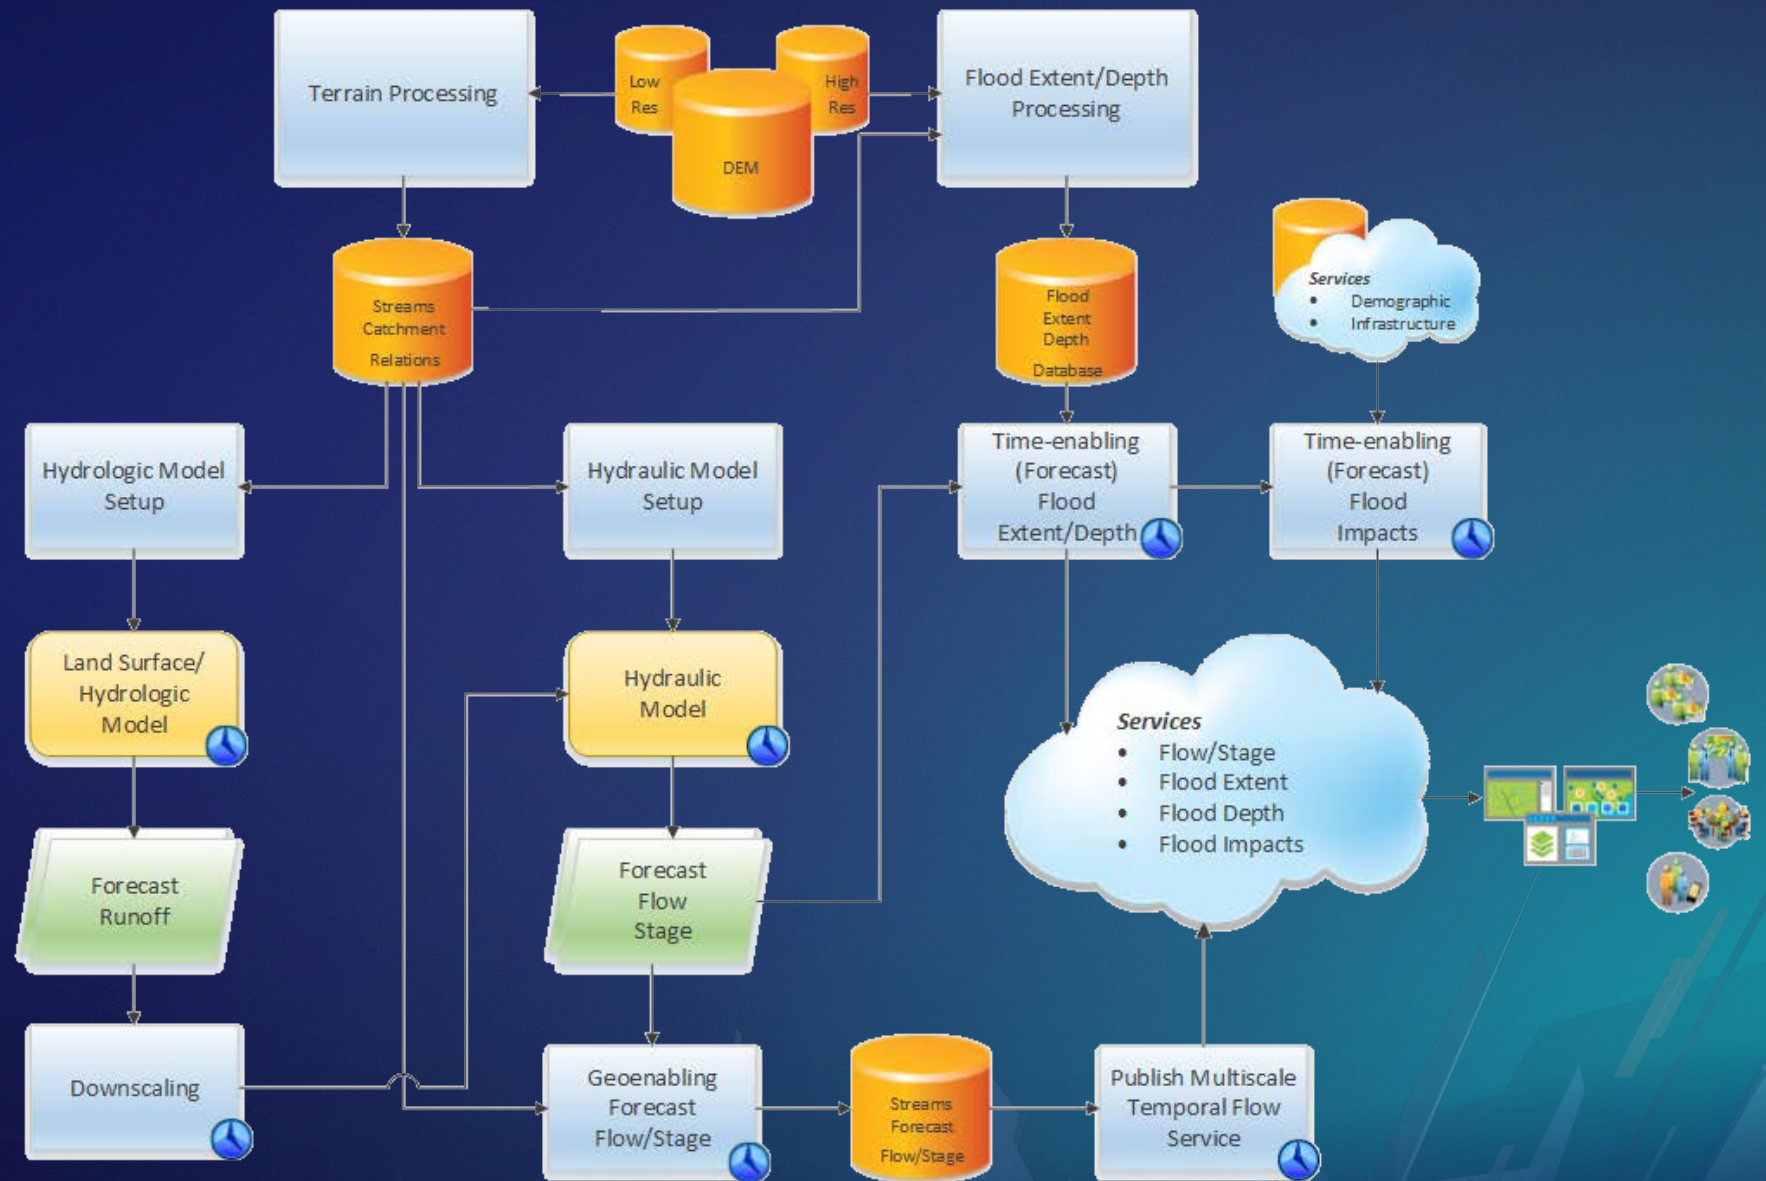 Terrain Processing
Low
Res
High
Res
DEM
Flood Extent/Depth
Processing
Streams
Catchment
Relations
Flood
Extent
Depth
Database
Services
• Demographic
• Infrastructure
Hydrologic Model
Setup
Hydraulic Model
Setup
Time-enabling
(Forecast)
Flood
Extent/Depth
Time-enabling
(Forecast)
Flood
Impacts
Land Surface/
Hydrologic
Model
Hydraulic
Model
Services
• Flow/Stage
• Flood Extent
• Flood Depth
• Flood Impacts
Forecast
Runoff
Forecast
Flow
Stage
Downscaling
Geoenabling
Forecast
Flow/Stage
Streams
Forecast
Flow/Stage
Publish Multiscale
Temporal Flow
Service